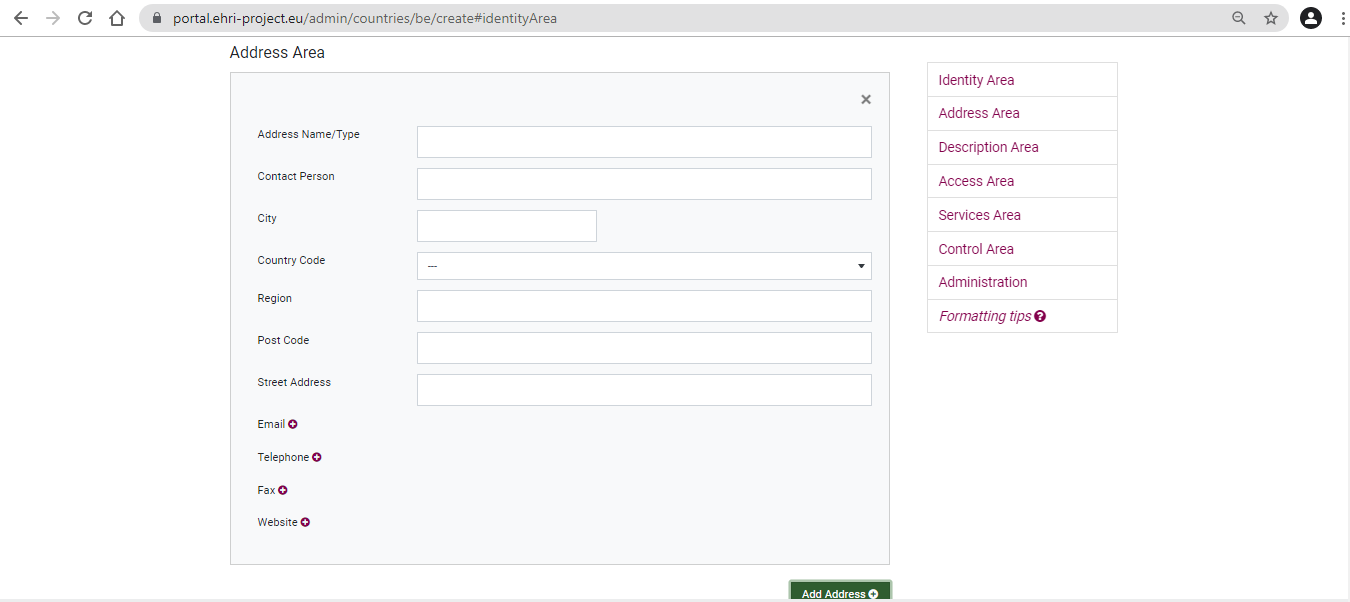 portal.ehri-project.eu/admin/countries/be/create#identityArea
Address Area
Address Name/Type
Contact Person
City
Country Code
---
Region
Post Code
Street Address
Email
Telephone
Fax
Website
Add Address
Identity Area
Address Area
Description Area
Access Area
Services Area
Control Area
Administration
Formatting tips